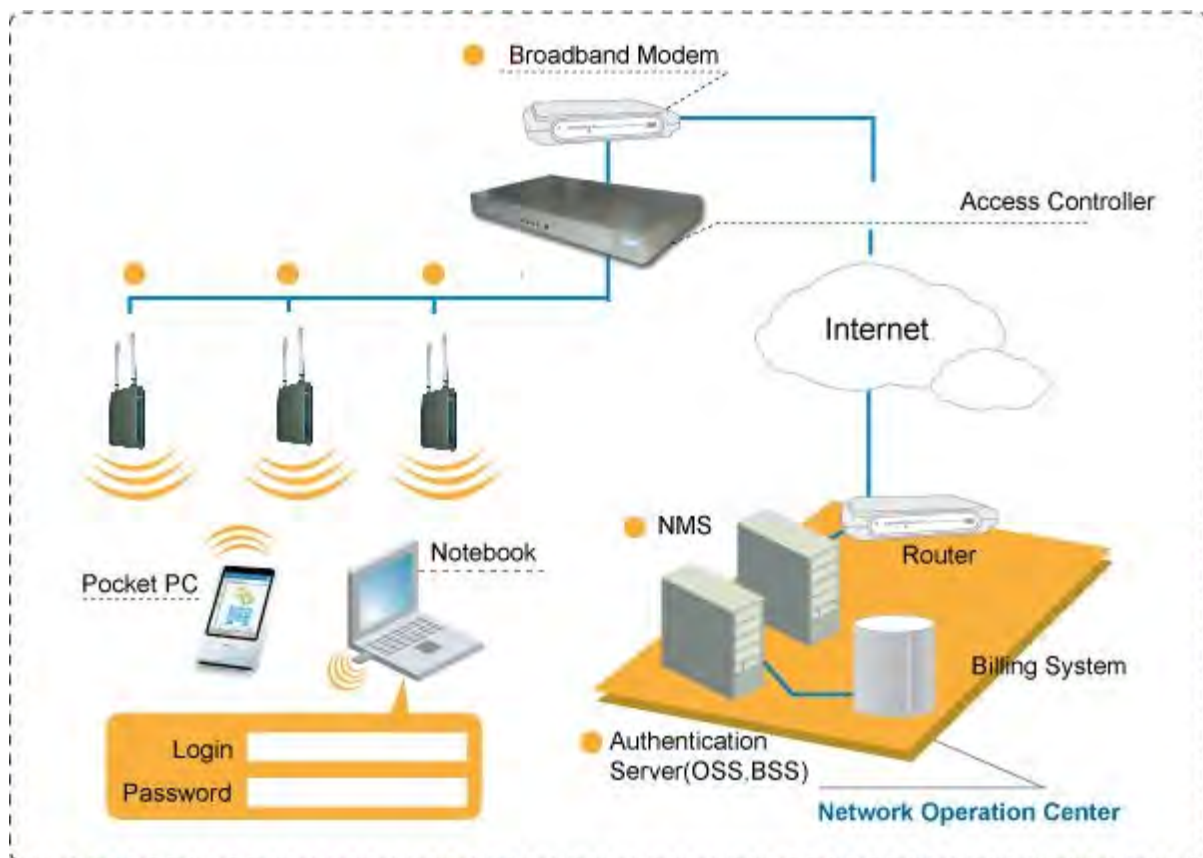 Broadband Modem
Access Controller
Internet
NMS
Router
Notebook
Pocket PC
Billing System
Login
Password
Authentication
Server(OSS,BSS)
Network Operation Center